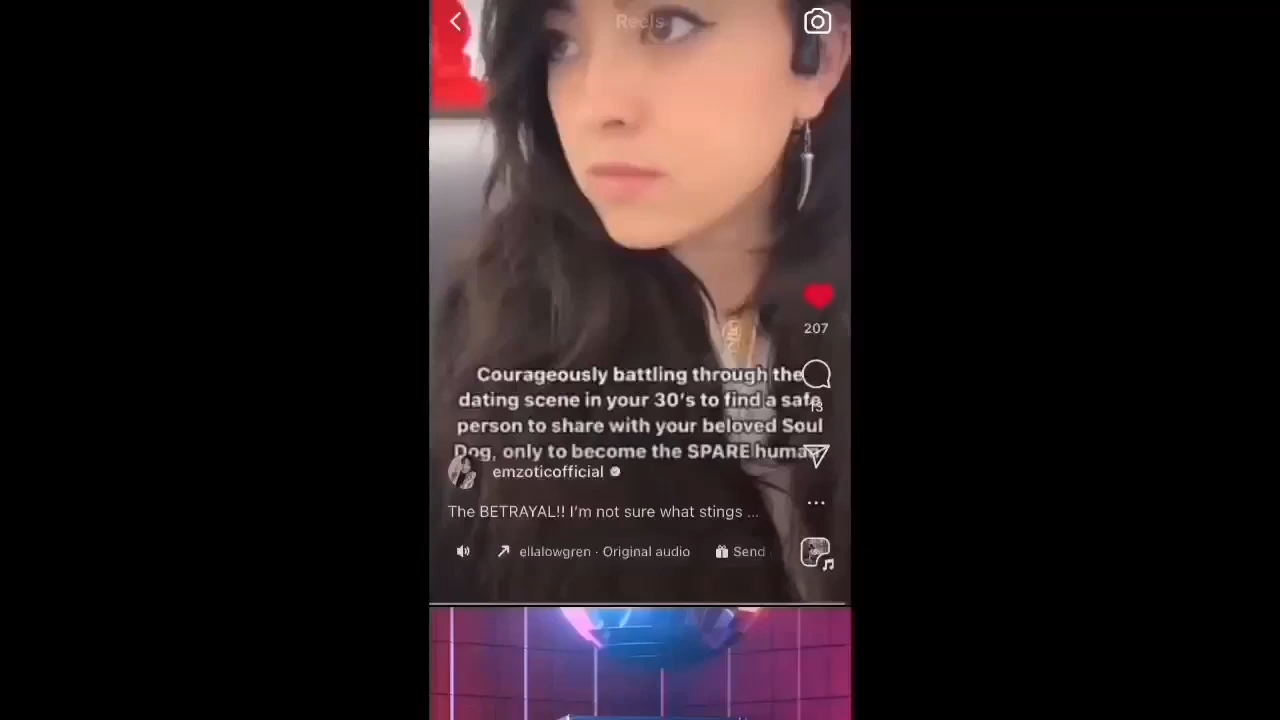 Reels
207
Courageously battling through the
dating scene in your 30's to find a safe
person to share with your beloved Soul
Dog, only to become the SPARE human
13
emzoticofficial
The BETRAYAL!! I'm not sure what stings ...
ellalowgren · Original audio
Send